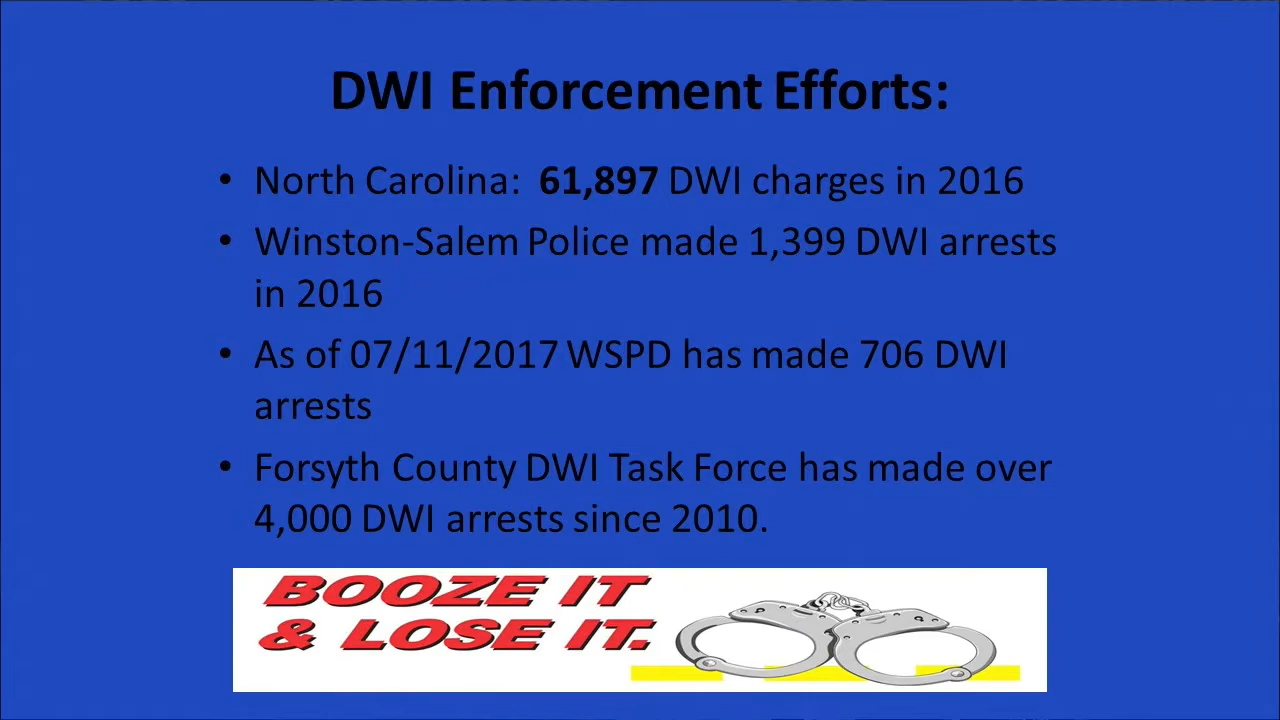 DWI Enforcement Efforts:
• North Carolina: 61,897 DWI charges in 2016
• Winston-Salem Police made 1,399 DWI arrests
in 2016
• As of 07/11/2017 WSPD has made 706 DWI
arrests
• Forsyth County DWI Task Force has made over
4,000 DWI arrests since 2010.
BOOZE IT
& LOSE IT.